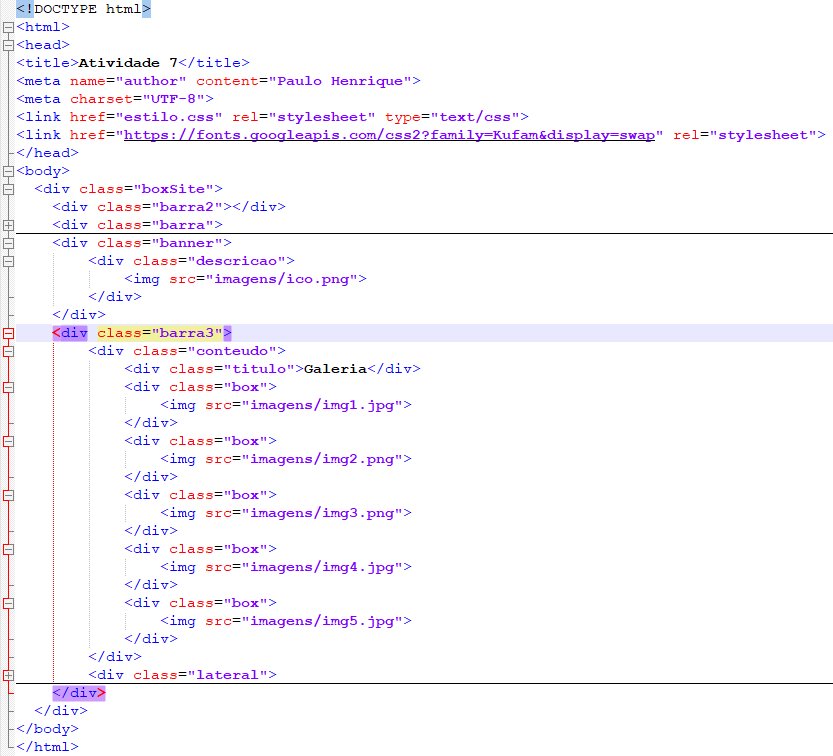 <!DOCTYPE html>
<html>
<head>
<title>Atividade 7</title>
<meta name="author" content="Paulo Henrique">
<meta charset="UTF-8">
<link href="estilo.css" rel="stylesheet" type="text/css">
<link href="https://fonts.googleapis.com/css2?family=Kufam&display=swap" rel="stylesheet">
</head>
<body>
  <div class="boxSite">
    <div class="barra2"></div>
    <div class="barra">
    <div class="banner">
        <div class="descricao">
            <img src="imagens/ico.png">
        </div>
    </div>
    <div class="barra3">
        <div class="conteudo">
            <div class="titulo">Galeria</div>
            <div class="box">
                <img src="imagens/img1.jpg">
            </div>
            <div class="box">
                <img src="imagens/img2.png">
            </div>
            <div class="box">
                <img src="imagens/img3.png">
            </div>
            <div class="box">
                <img src="imagens/img4.jpg">
            </div>
            <div class="box">
                <img src="imagens/img5.jpg">
            </div>
        </div>
        <div class="lateral">
    </div>
  </div>
</body>
</html>